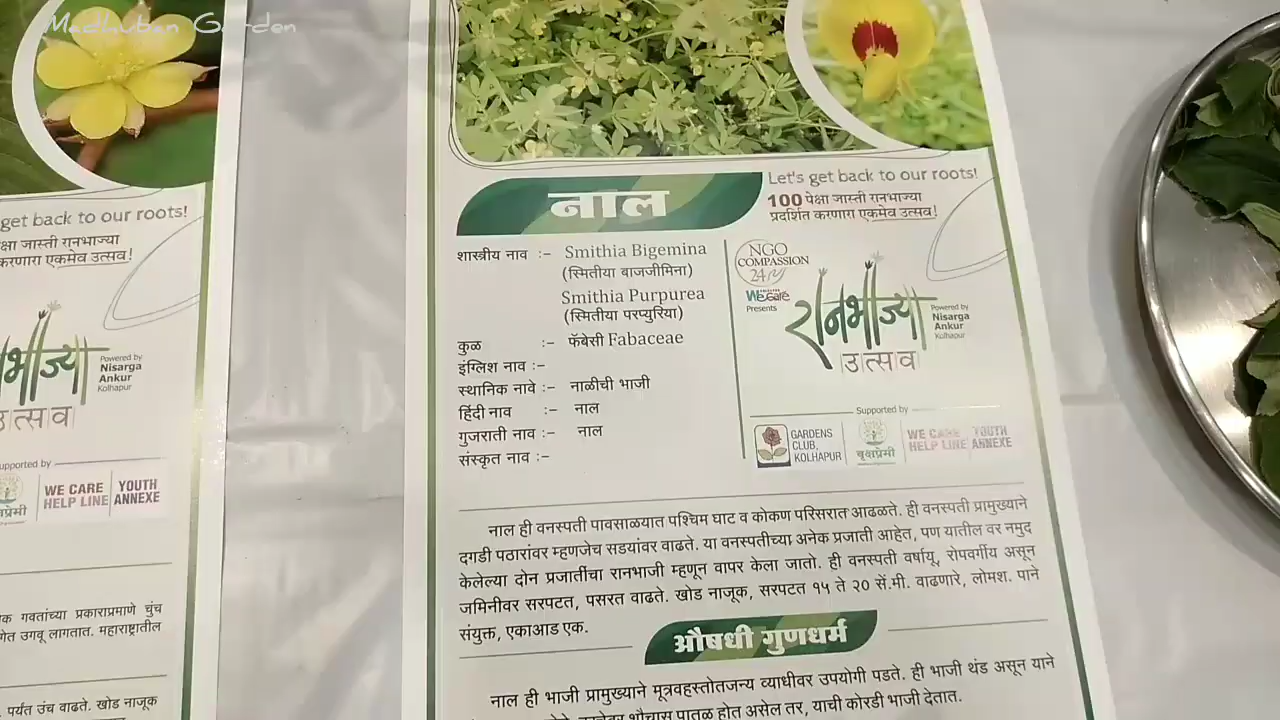 Madhuban Garden
get back to our roots!
पेक्षा जास्ती रानभाज्या
करणारा एकमेव उत्सव!
Powered by
Nisarga
Ankur
Kolhapur
उत्सव
Supported by
WE CARE
HELP LINE
YOUTH
ANNEXE
क गवतांच्या प्रकाराप्रमाणे चुंच
उगवू लागतात. महाराष्ट्रातील
पर्यंत उंच वाढते. खोड नाजूक
नाल
Let's get back to our roots!
100 पेक्षा जास्ती रानभाज्या
प्रदर्शित करणारा एकमेव उत्सव!
शास्त्रीय नाव :– Smithia Bigemina
(स्मितीया बाजजीमिना)
Smithia Purpurea
(स्मितीया परप्युरिया)
कुळ :– फॅबेसी Fabaceae
इंग्लिश नाव :–
स्थानिक नावे :– नाळीची भाजी
हिंदी नाव :– नाल
गुजराती नाव :– नाल
संस्कृत नाव :–
NGO
COMPASSION
24
We Care
Presents
रानभाज्या
उत्सव
Powered by
Nisarga
Ankur
Kolhapur
Supported by
GARDENS
CLUB,
KOLHAPUR
वृक्षप्रेमी
WE CARE
HELP LINE
YOUTH
ANNEXE
नाल ही वनस्पती पावसाळयात पश्चिम घाट व कोकण परिसरात आढळते. ही वनस्पती प्रामुख्याने
दगडी पठारांवर म्हणजेच सडयांवर वाढते. या वनस्पतीच्या अनेक प्रजाती आहेत, पण यातील वर नमुद
केलेल्या दोन प्रजातींचा रानभाजी म्हणून वापर केला जातो. ही वनस्पती वर्षायू, रोपवर्गीय असून
जमिनीवर सरपटत, पसरत वाढते. खोड नाजूक, सरपटत १५ ते २० सें.मी. वाढणारे, लोमश. पाने
संयुक्त, एकाआड एक.
औषधी गुणधर्म
नाल ही भाजी प्रामुख्याने मूत्रवहस्तोतजन्य व्याधीवर उपयोगी पडते. ही भाजी थंड असून याने
शौचास पातळ होत असेल तर, याची कोरडी भाजी देतात.